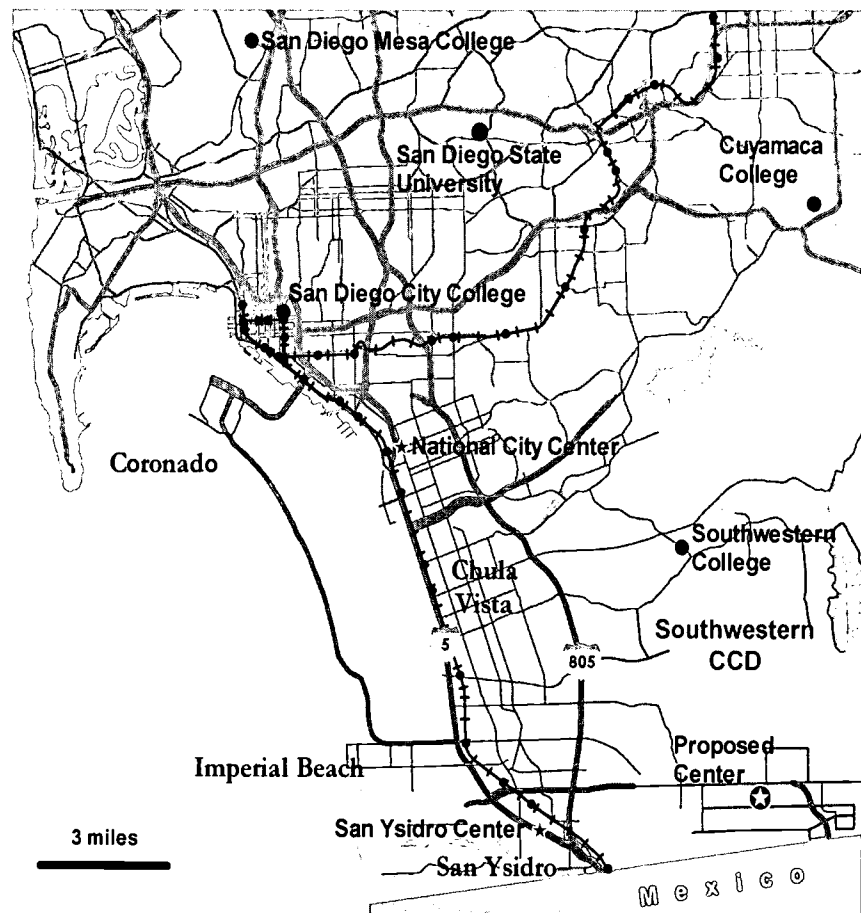 San Diego Mesa College
San Diego State
University
Cuyamaca
College
San Diego City College
Coronado
National City Center
Southwestern
College
Chula
Vista
Southwestern
CCD
5
805
Proposed
Center
Imperial Beach
San Ysidro Center
3 miles
San Ysidro
Mexico